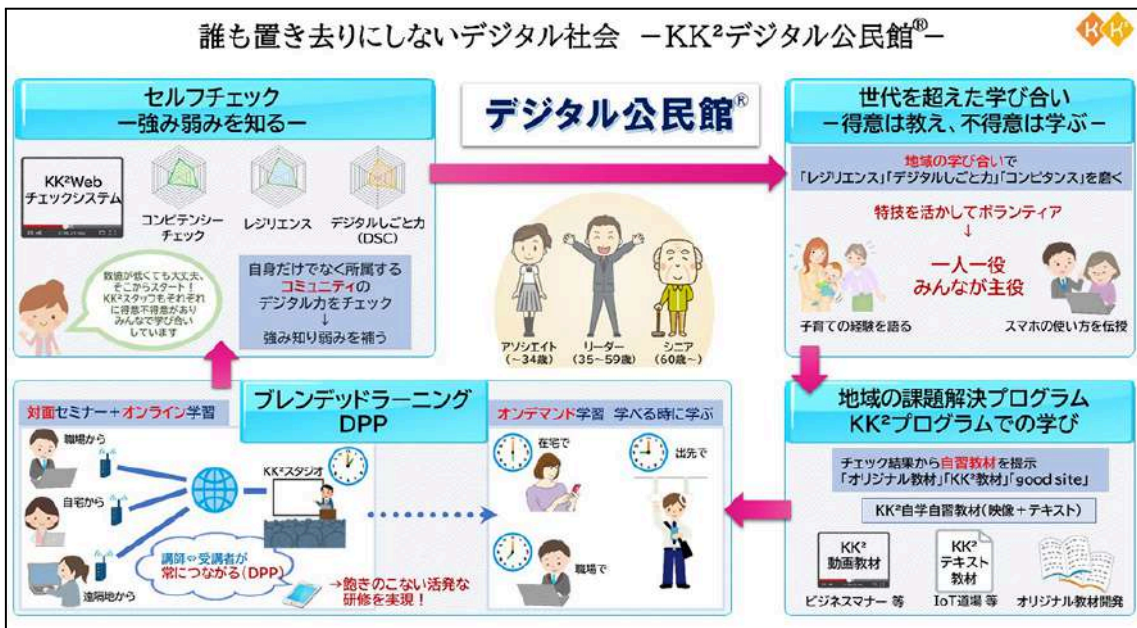 誰も置き去りにしないデジタル社会 －KK²デジタル公民館®－
KK²
セルフチェック
ー強み弱みを知るー
KK²Web
チェックシステム
コンピテンシー
チェック
レジリエンス
デジタルしごと力
(DSC)
数値が低くても大丈夫、
そこからスタート！
KK²スタッフもそれぞれ
に得意不得意があり
みんなで学び合い
しています
自身だけでなく所属する
コミュニティの
デジタル力をチェック
↓
強み知り弱みを補う
デジタル公民館®
アソシエイト
(～34歳)
リーダー
(35～59歳)
シニア
(60歳～)
世代を超えた学び合い
－得意は教え、不得意は学ぶ－
地域の学び合いで
「レジリエンス」「デジタルしごと力」「コンピタンス」を磨く
特技を活かしてボランティア
↓
一人一役
みんなが主役
子育ての経験を語る
スマホの使い方を伝授
地域の課題解決プログラム
KK²プログラムでの学び
チェック結果から自習教材を提示
「オリジナル教材」「KK²教材」「good site」
KK²自学自習教材(映像＋テキスト)
KK²
動画教材
ビジネスマナー 等
KK²
テキスト
教材
IoT道場 等
オリジナル教材開発
ブレンデッドラーニング
DPP
対面セミナー＋オンライン学習
職場から
自宅から
遠隔地から
KK²スタジオ
講師や受講者が
常につながる(DPP)
→飽きのこない活発な
研修を実現！
オンデマンド学習 学べる時に学ぶ
在宅で
出先で
職場で